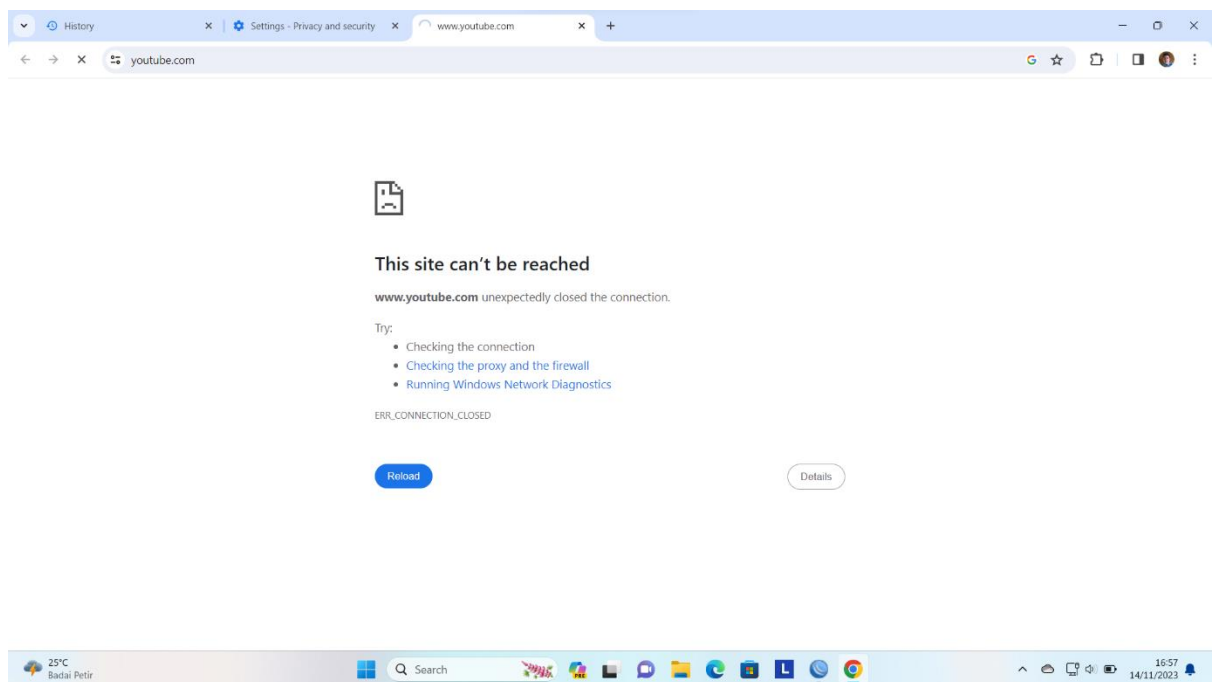 History
Settings - Privacy and security
www.youtube.com
youtube.com
This site can't be reached
www.youtube.com unexpectedly closed the connection.
Try:
Checking the connection
Checking the proxy and the firewall
Running Windows Network Diagnostics
ERR_CONNECTION_CLOSED
Reload
Details
25°C
Badai Petir
Search
PRE
L
16:57
14/11/2023